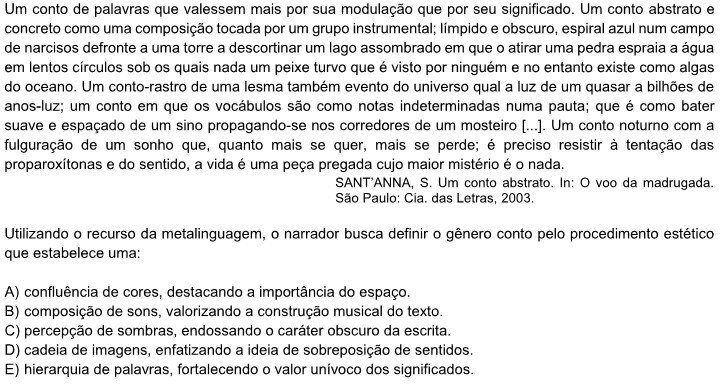 Um conto de palavras que valessem mais por sua modulação que por seu significado. Um conto abstrato e
concreto como uma composição tocada por um grupo instrumental; límpido e obscuro, espiral azul num campo
de narcisos defronte a uma torre a descortinar um lago assombrado em que o atirar uma pedra espraia a água
em lentos círculos sob os quais nada um peixe turvo que é visto por ninguém e no entanto existe como algas
do oceano. Um conto-rastro de uma lesma também evento do universo qual a luz de um quasar a bilhões de
anos-luz; um conto em que os vocábulos são como notas indeterminadas numa pauta; que é como bater
suave e espaçado de um sino propagando-se nos corredores de um mosteiro [...]. Um conto noturno com a
fulguração de um sonho que, quanto mais se quer, mais se perde; é preciso resistir à tentação das
proparoxítonas e do sentido, a vida é uma peça pregada cujo maior mistério é o nada.
SANT'ANNA, S. Um conto abstrato. In: O voo da madrugada.
São Paulo: Cia. das Letras, 2003.
Utilizando o recurso da metalinguagem, o narrador busca definir o gênero conto pelo procedimento estético
que estabelece uma:
A) confluência de cores, destacando a importância do espaço.
B) composição de sons, valorizando a construção musical do texto.
C) percepção de sombras, endossando o caráter obscuro da escrita.
D) cadeia de imagens, enfatizando a ideia de sobreposição de sentidos.
E) hierarquia de palavras, fortalecendo o valor unívoco dos significados.